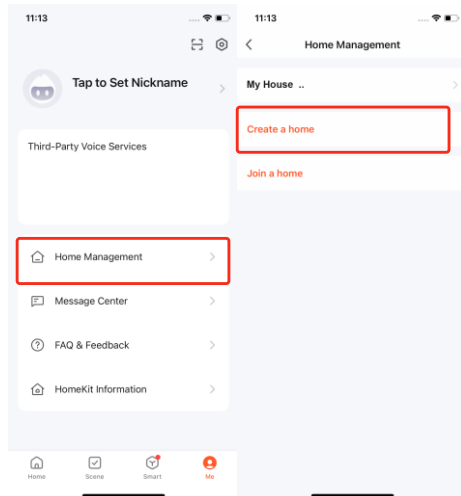 11:13
Tap to Set Nickname
Third-Party Voice Services
Home Management
Message Center
FAQ & Feedback
HomeKit Information
Home
Scene
Smart
Me
11:13
Home Management
My House ..
Create a home
Join a home